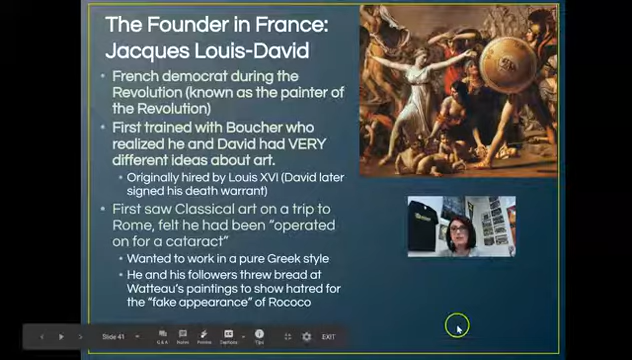 The Founder in France:
Jacques Louis-David
• French democrat during the
Revolution (known as the painter of
the Revolution)
• First trained with Boucher who
realized he and David had VERY
different ideas about art.
• Originally hired by Louis XVI (David later
signed his death warrant)
• First saw Classical art on a trip to
Rome, felt he had been “operated
on for a cataract”
• Wanted to work in a pure Greek style
• He and his followers threw bread at
Watteau's paintings to show hatred for
the “fake appearance” of Rococo
Slide 41
Q & A
Notes
Pointer
Captions
Tips
EXIT